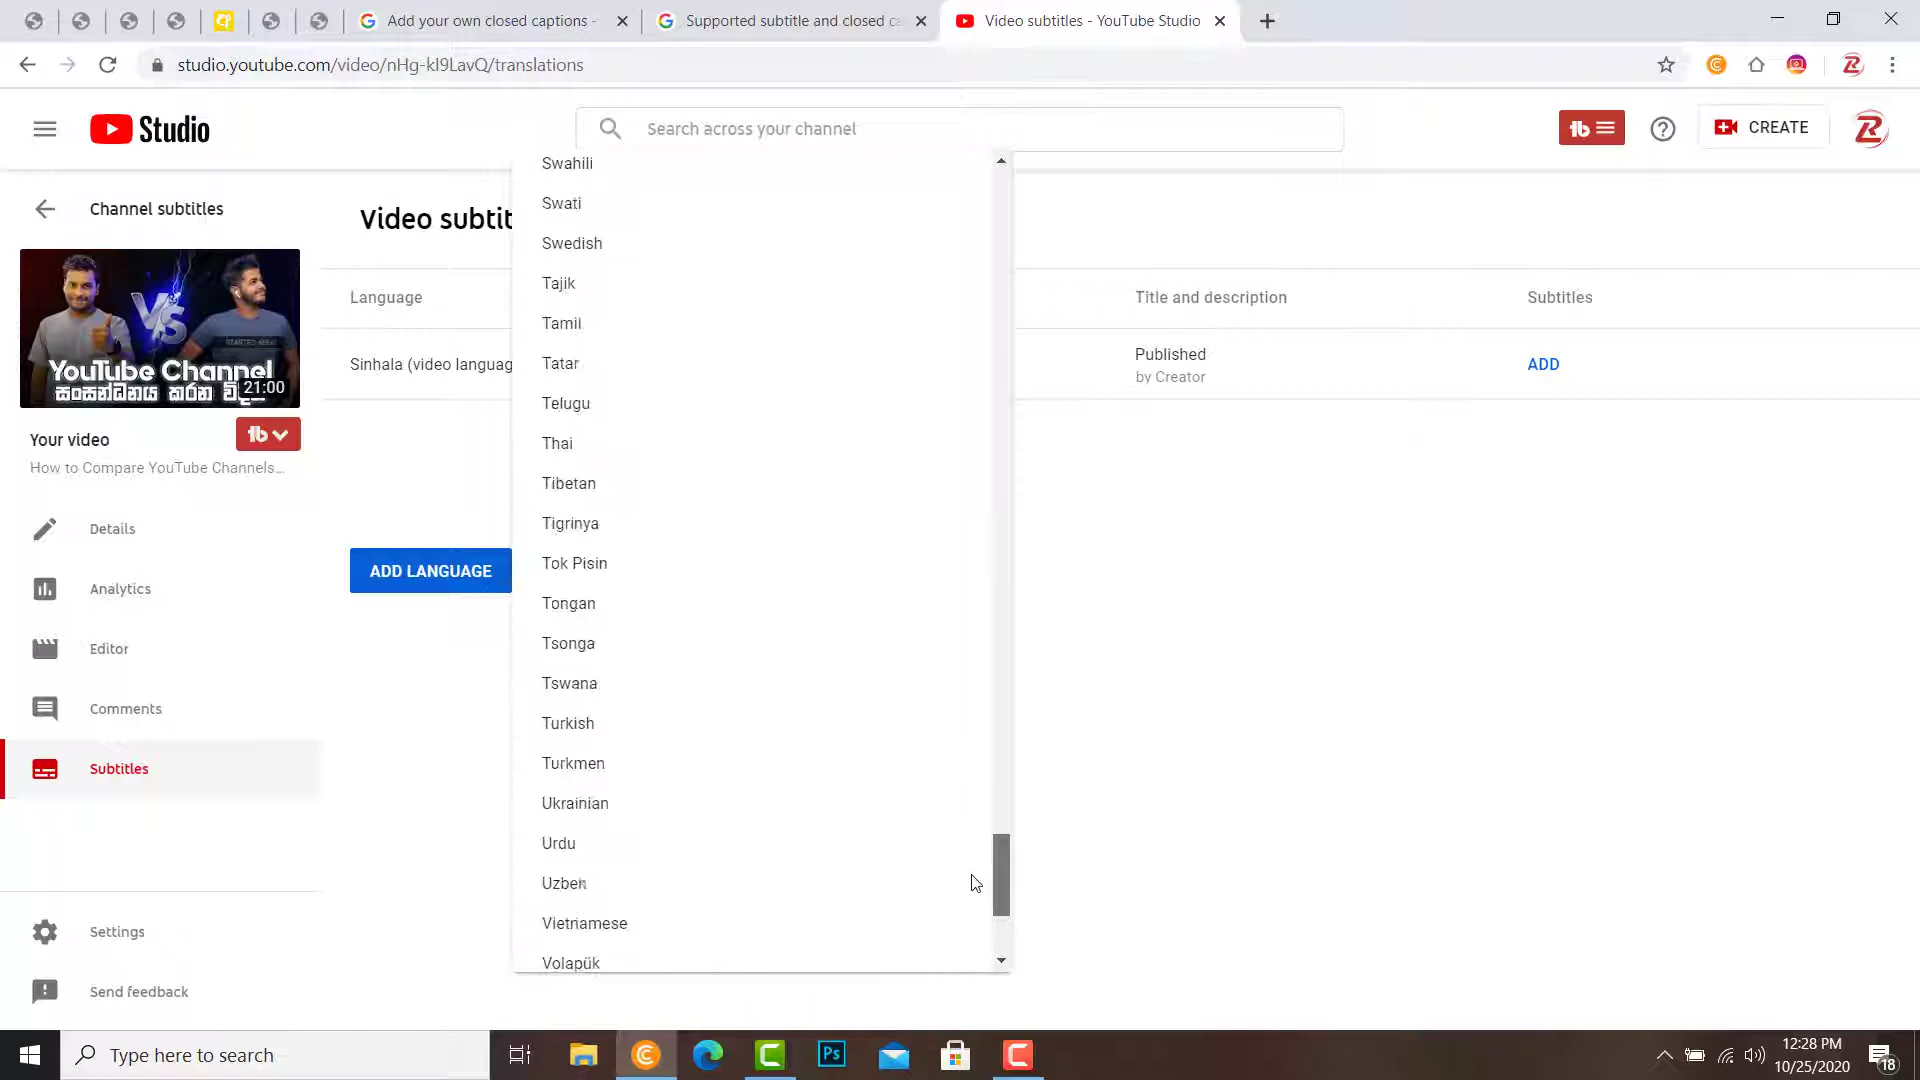 Add your own closed captions -
Supported subtitle and closed ca
Video subtitles - YouTube Studio
studio.youtube.com/video/nHg-kI9LavQ/translations
Studio
Search across your channel
CREATE
Channel subtitles
VS
YouTube Channel
සංසන්ධනය කරන විදිහ
21:00
Your video
How to Compare YouTube Channels...
Details
Analytics
Editor
Comments
Subtitles
Settings
Send feedback
Video subtit
Language
Title and description
Subtitles
Sinhala (video languag
Published
by Creator
ADD
ADD LANGUAGE
Swahili
Swati
Swedish
Tajik
Tamil
Tatar
Telugu
Thai
Tibetan
Tigrinya
Tok Pisin
Tongan
Tsonga
Tswana
Turkish
Turkmen
Ukrainian
Urdu
Uzbek
Vietnamese
Volapük
Type here to search
Ps
12:28 PM
10/25/2020
18